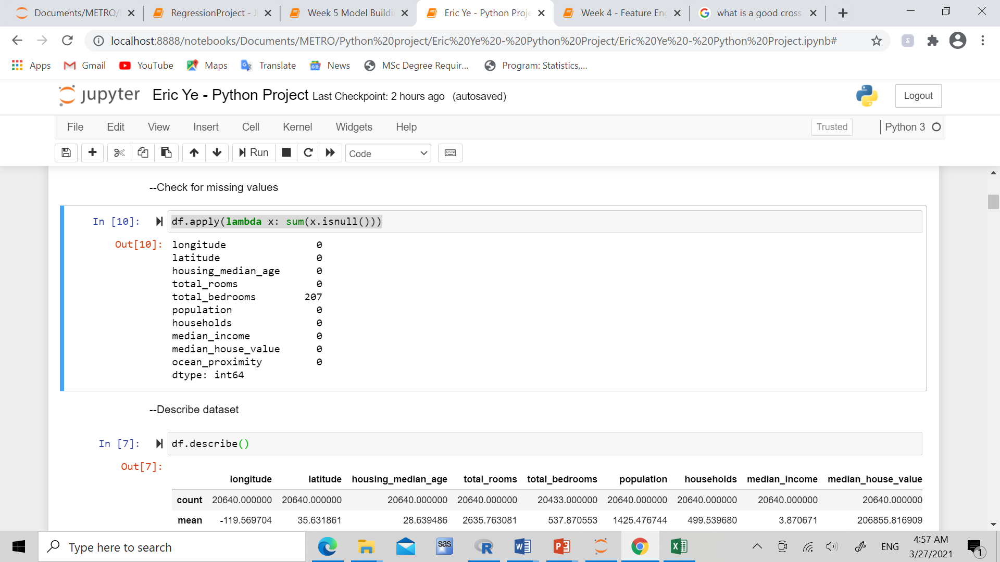 Documents/METRO/
RegressionProject - J
Week 5 Model Buildi
Eric Ye - Python Proje
Week 4 - Feature Eng
what is a good cross
localhost:8888/notebooks/Documents/METRO/Python%20project/Eric%20Ye%20-%20Python%20Project/Eric%20Ye%20-%20Python%20Project.ipynb#
Apps Gmail YouTube Maps Translate News MSc Degree Requir... Program: Statistics,...
jupyter Eric Ye - Python Project Last Checkpoint: 2 hours ago (autosaved) Logout
File Edit View Insert Cell Kernel Widgets Help Trusted Python 3
Run Code
--Check for missing values
In [10]: df.apply(lambda x: sum(x.isnull()))
Out[10]: longitude 0
latitude 0
housing_median_age 0
total_rooms 0
total_bedrooms 207
population 0
households 0
median_income 0
median_house_value 0
ocean_proximity 0
dtype: int64
--Describe dataset
In [7]: df.describe()
Out[7]:
longitude latitude housing_median_age total_rooms total_bedrooms population households median_income median_house_value
count 20640.000000 20640.000000 20640.000000 20640.000000 20433.000000 20640.000000 20640.000000 20640.000000 20640.000000
mean -119.569704 35.631861 28.639486 2635.763081 537.870553 1425.476744 499.539680 3.870671 206855.816909
Type here to search
sas
ENG
4:57 AM
3/27/2021
1